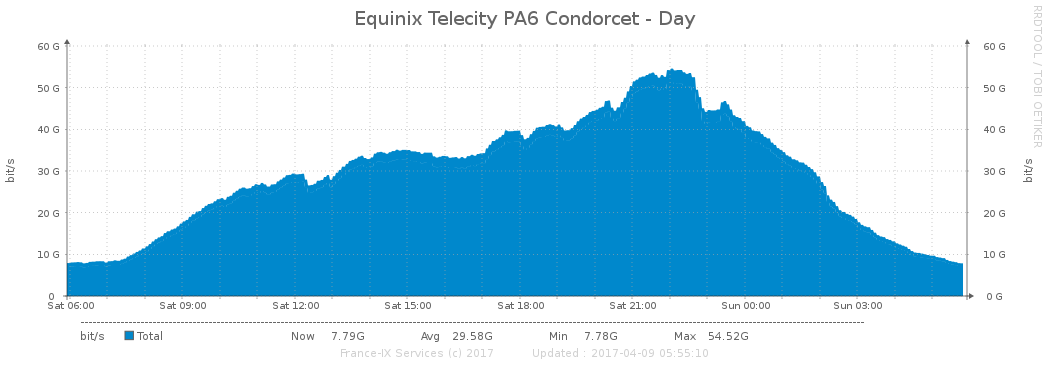 Equinix Telecity PA6 Condorcet - Day
RRDTOOL / TOBI OETIKER
60 G 60 G
50 G 50 G
40 G 40 G
30 G 30 G
20 G 20 G
10 G 10 G
0 0 G
bit/s bit/s
Sat 06:00 Sat 09:00 Sat 12:00 Sat 15:00 Sat 18:00 Sat 21:00 Sun 00:00 Sun 03:00
bit/s Total Now 7.79G Avg 29.58G Min 7.78G Max 54.52G
France-IX Services (c) 2017 Updated : 2017-04-09 05:55:10